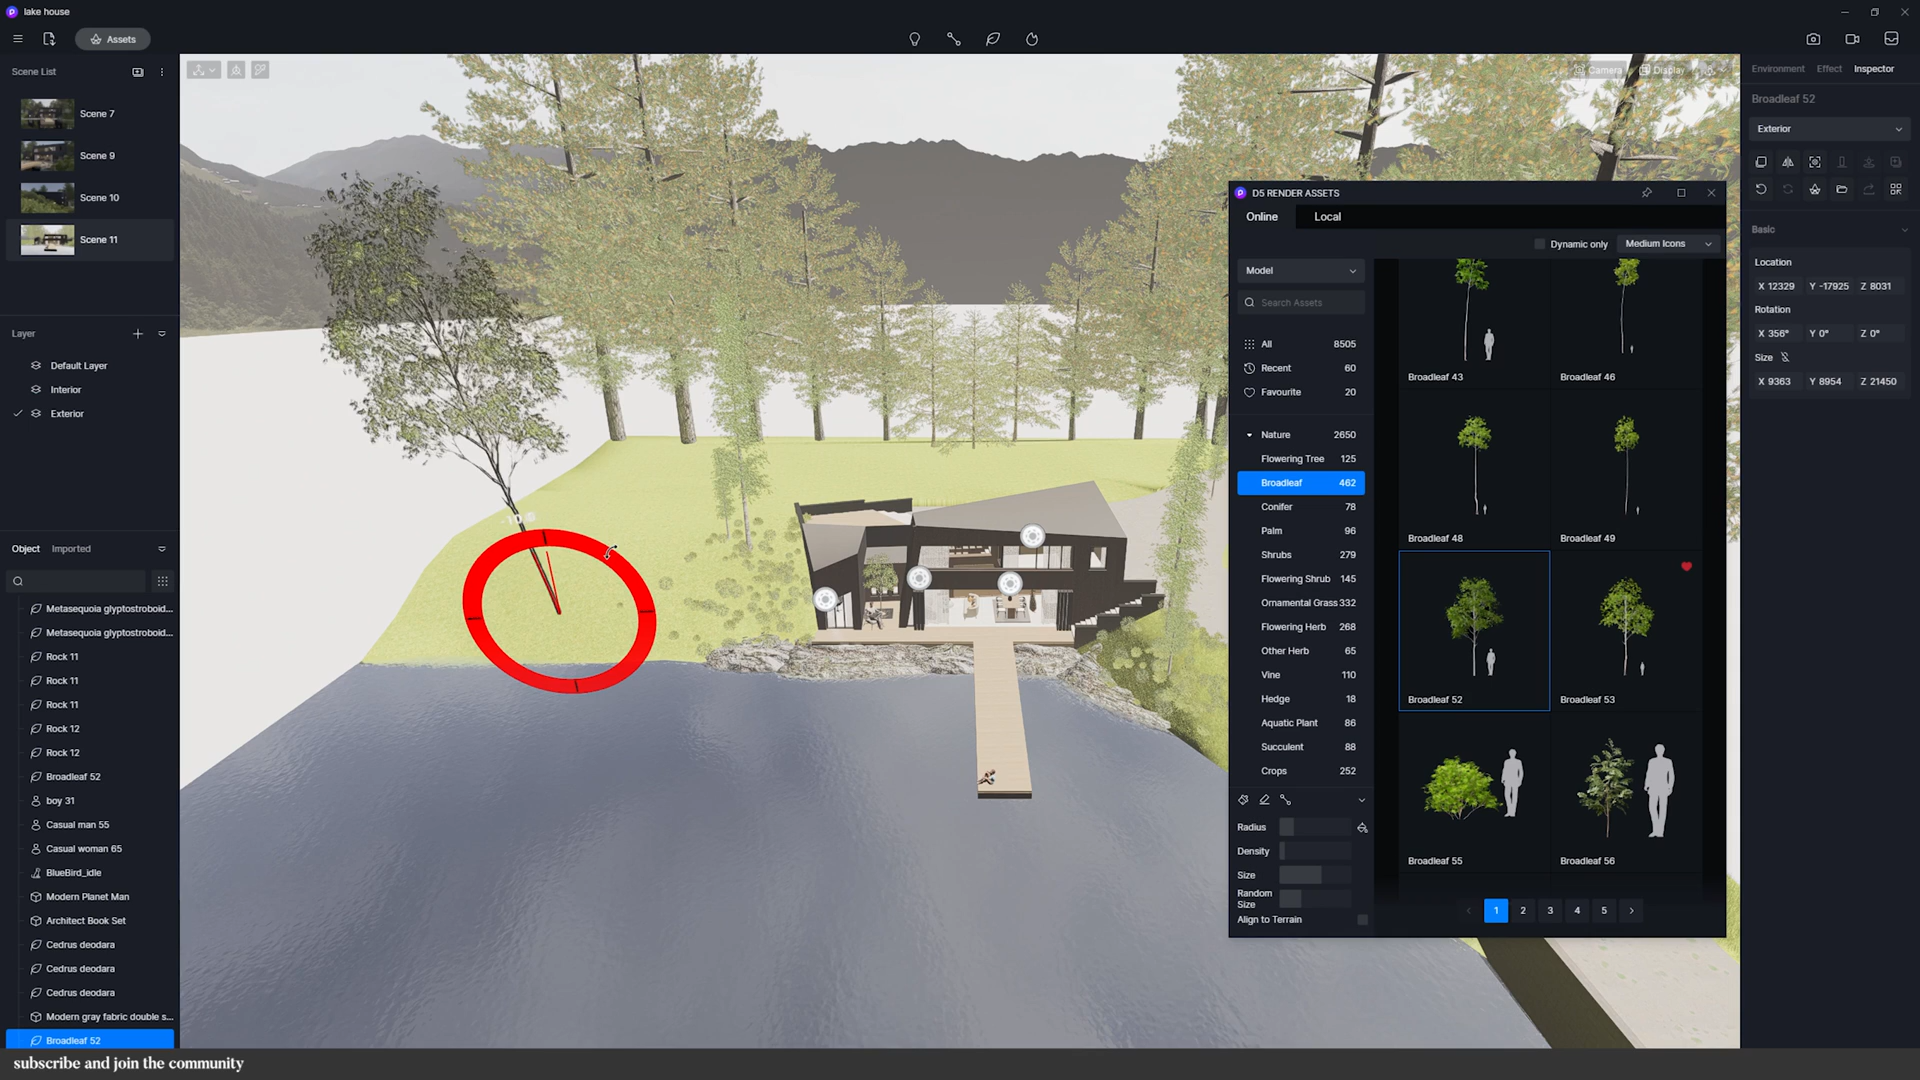 lake house
Assets
Scene List
Scene 7
Scene 9
Scene 10
Scene 11
Layer
Default Layer
Interior
Exterior
Object Imported
Metasequoia glyptostroboid...
Metasequoia glyptostroboid...
Rock 11
Rock 11
Rock 11
Rock 12
Rock 12
Broadleaf 52
boy 31
Casual man 55
Casual woman 65
BlueBird_idle
Modern Planet Man
Architect Book Set
Cedrus deodara
Cedrus deodara
Cedrus deodara
Modern gray fabric double s...
Broadleaf 52
subscribe and join the community
Camera Display
D5 RENDER ASSETS
Online Local
Dynamic only Medium Icons
Model
Search Assets
All 8505
Recent 60
Favourite 20
Nature 2650
Flowering Tree 125
Broadleaf 462
Conifer 78
Palm 96
Shrubs 279
Flowering Shrub 145
Ornamental Grass 332
Flowering Herb 268
Other Herb 65
Vine 110
Hedge 18
Aquatic Plant 86
Succulent 88
Crops 252
Radius
Density
Size
Random Size
Align to Terrain
Broadleaf 43 Broadleaf 46
Broadleaf 48 Broadleaf 49
Broadleaf 52 Broadleaf 53
Broadleaf 55 Broadleaf 56
1 2 3 4 5
Environment Effect Inspector
Broadleaf 52
Exterior
Basic
Location
X 12329 Y -17925 Z 8031
Rotation
X 356° Y 0° Z 0°
Size
X 9363 Y 8954 Z 21450